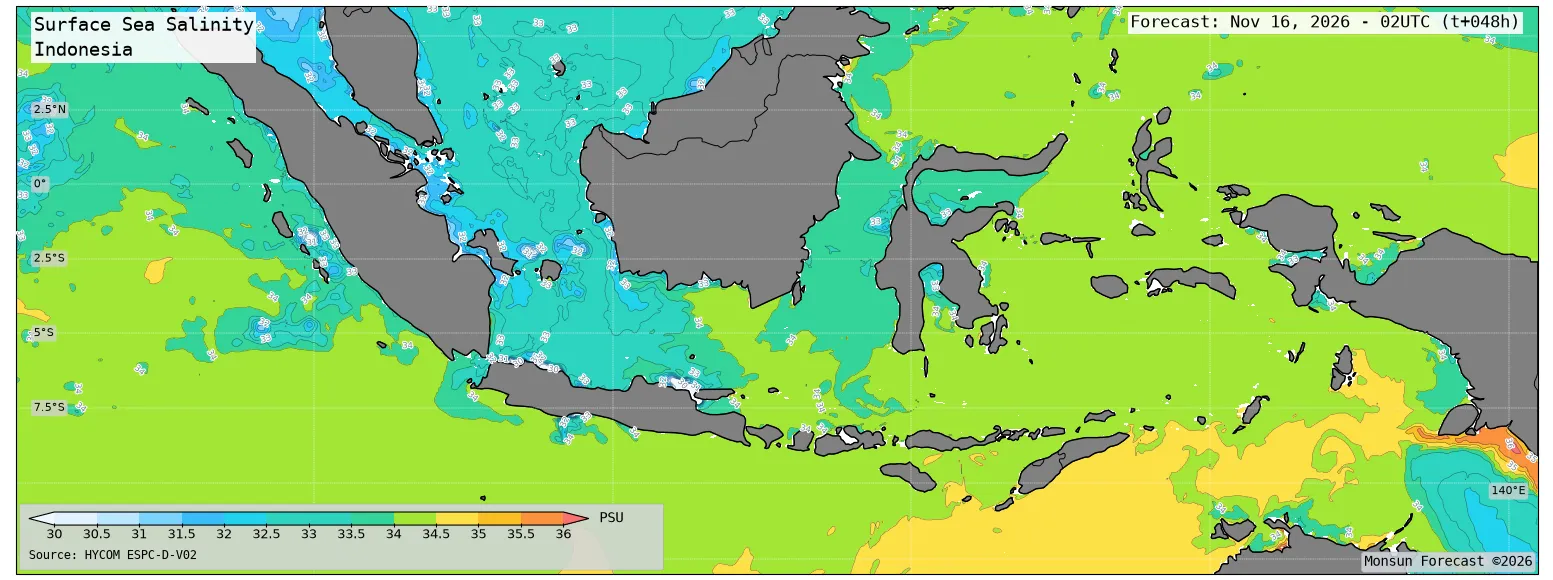 Surface Sea Salinity
Indonesia
Forecast: Nov 16, 2026 - 02UTC (t+048h)
2.5°N
0°
2.5°S
5°S
7.5°S
140°E
PSU
30 30.5 31 31.5 32 32.5 33 33.5 34 34.5 35 35.5 36
Source: HYCOM ESPC-D-V02
Monsun Forecast ©2026